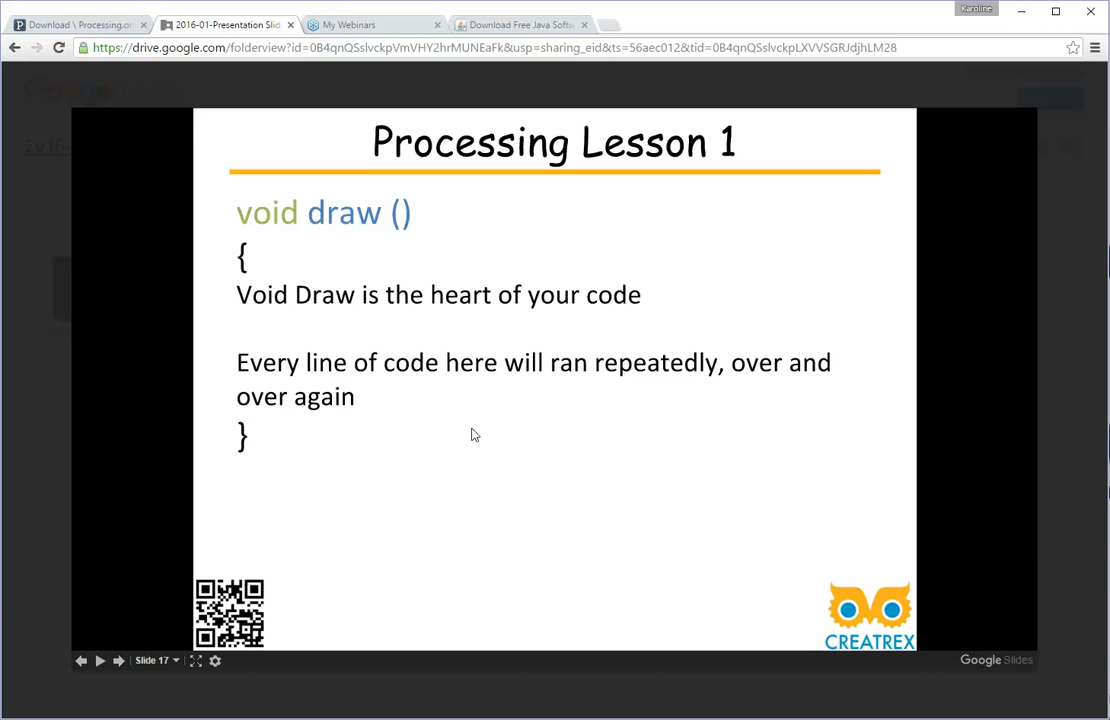 Karoline
Download \ Processing.or
2016-01-Presentation Slid
My Webinars
Download Free Java Softw
https://drive.google.com/folderview?id=0B4qnQSslvckpVmVHY2hrMUNEaFk&usp=sharing_eid&ts=56aec012&tid=0B4qnQSslvckpLXVVSGRJdjhLM28
Processing Lesson 1
void draw ()
{
Void Draw is the heart of your code
Every line of code here will ran repeatedly, over and
over again
}
CREATREX
Slide 17
Google Slides